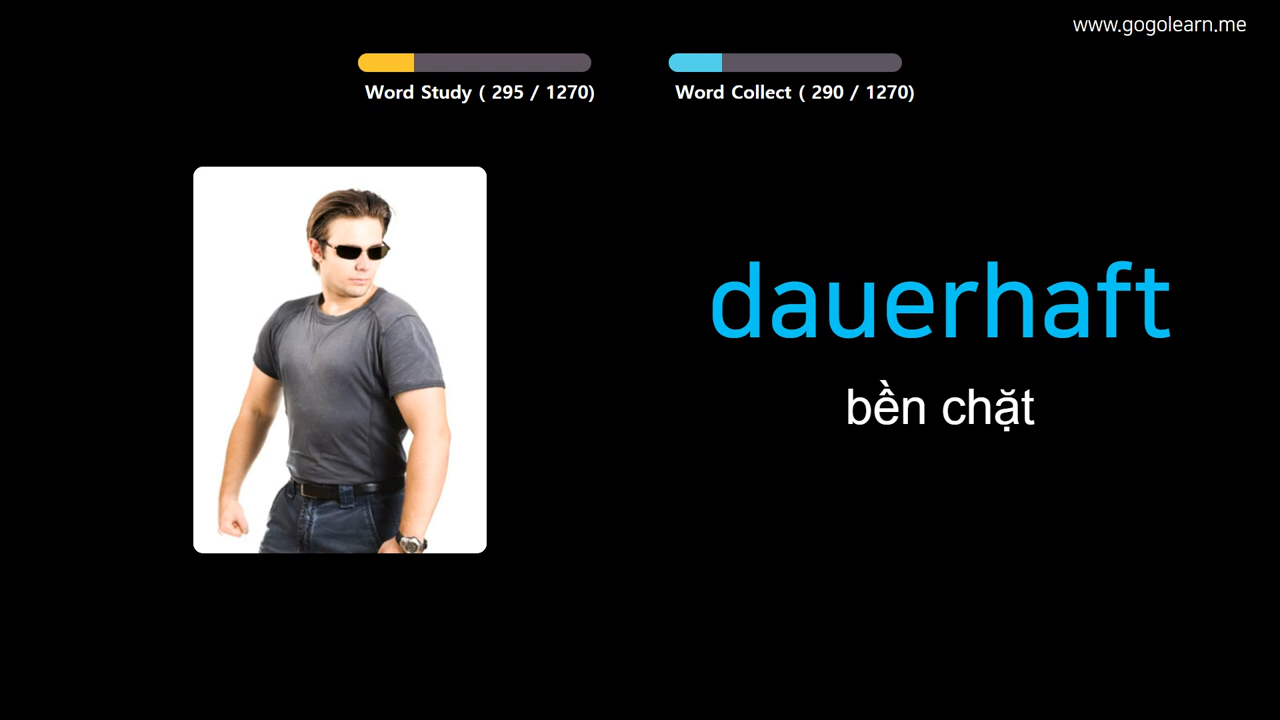 www.gogolearn.me
Word Study ( 295 / 1270)
Word Collect ( 290 / 1270)
dauerhaft
bền chặt